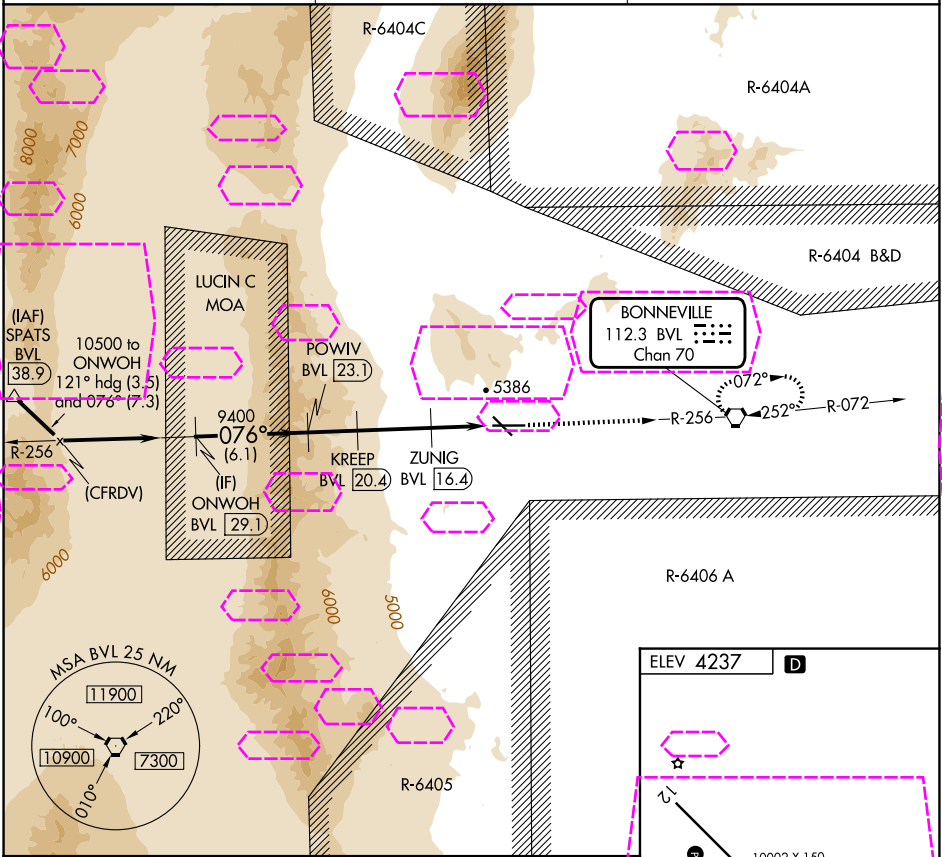 R-6404C
R-6404A
8000
7000
6000
R-6404 B&D
LUCIN C
MOA
(IAF)
SPATS
BVL
38.9
10500 to
ONWOH
121° hdg (3.5)
and 076° (7.3)
POWIV
BVL 23.1
BONNEVILLE
112.3 BVL
Chan 70
5386
072°
252°
R-072
R-256
9400
076°
(6.1)
R-256
(CFRDV)
(IF)
ONWOH
BVL 29.1
KREEP
BVL 20.4
ZUNIG
BVL 16.4
6000
6000
5000
R-6406 A
MSA BVL 25 NM
11900
100°
220°
10900
7300
010°
R-6405
ELEV 4237
D
12
P
10002 X 150